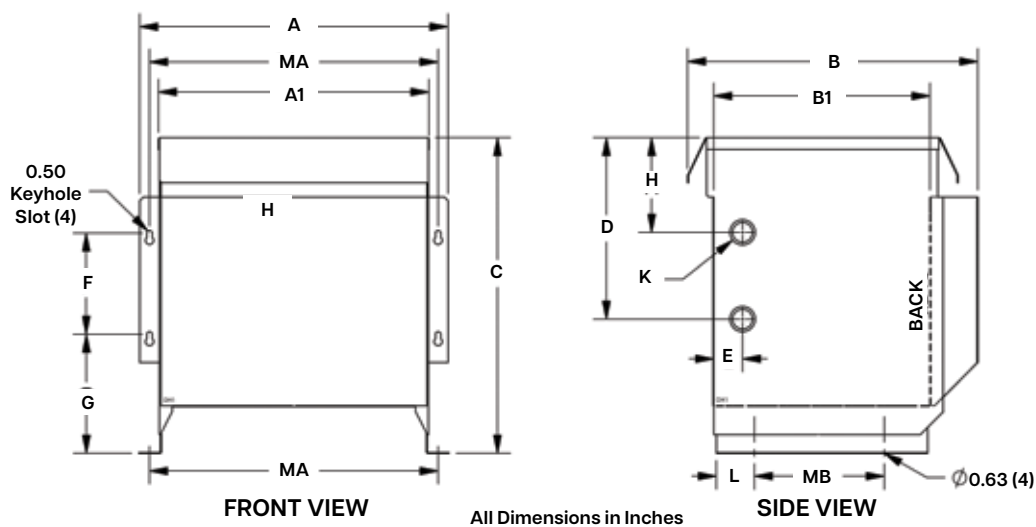 A
MA
A1
0.50
Keyhole
Slot (4)
H
F
C
G
MA
FRONT VIEW
B
B1
H
D
K
BACK
E
L
MB
Ø0.63 (4)
SIDE VIEW
All Dimensions in Inches